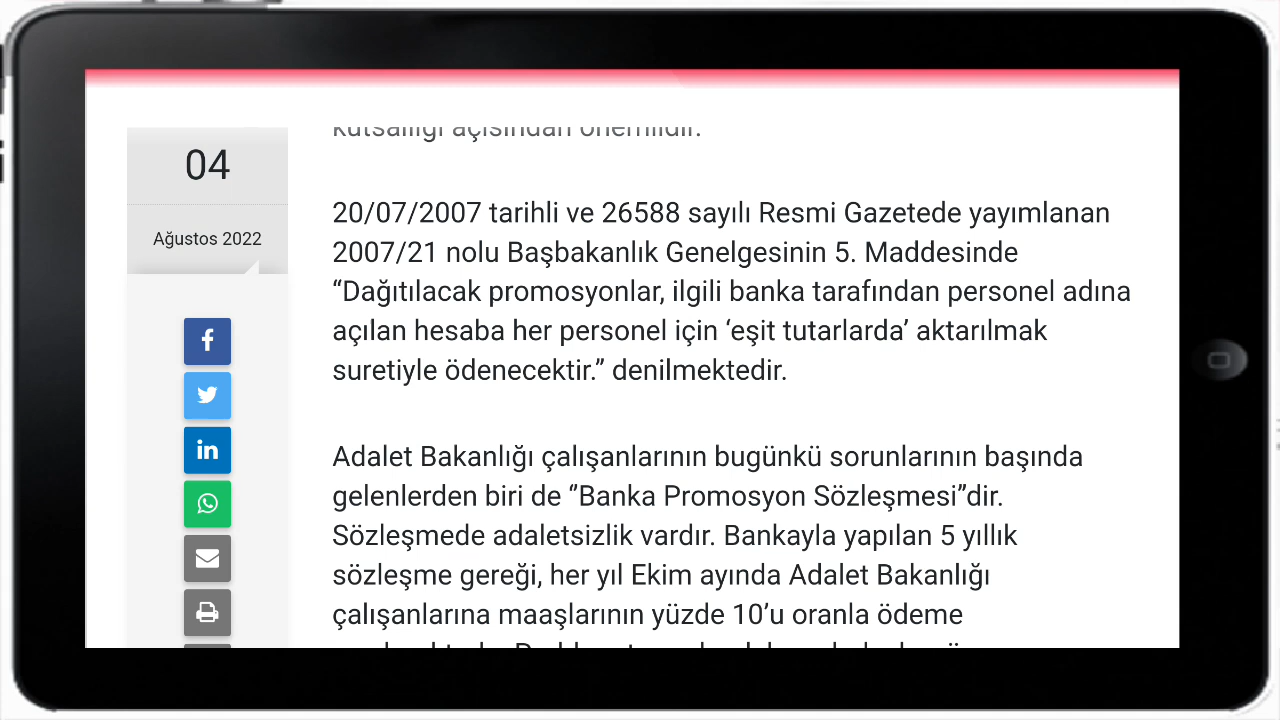 kutsallığı açısından önemlidir.
04
Ağustos 2022
20/07/2007 tarihli ve 26588 sayılı Resmi Gazetede yayımlanan
2007/21 nolu Başbakanlık Genelgesinin 5. Maddesinde
“Dağıtılacak promosyonlar, ilgili banka tarafından personel adına
açılan hesaba her personel için ‘eşit tutarlarda’ aktarılmak
suretiyle ödenecektir.” denilmektedir.
Adalet Bakanlığı çalışanlarının bugünkü sorunlarının başında
gelenlerden biri de “Banka Promosyon Sözleşmesi”dir.
Sözleşmede adaletsizlik vardır. Bankayla yapılan 5 yıllık
sözleşme gereği, her yıl Ekim ayında Adalet Bakanlığı
çalışanlarına maaşlarının yüzde 10’u oranla ödeme